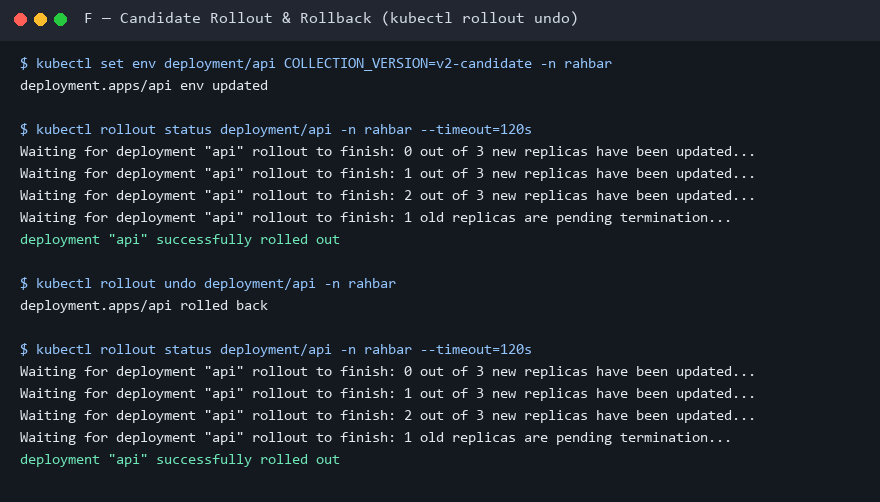 F — Candidate Rollout & Rollback (kubectl rollout undo)
$ kubectl set env deployment/api COLLECTION_VERSION=v2-candidate -n rahbar
deployment.apps/api env updated
$ kubectl rollout status deployment/api -n rahbar --timeout=120s
Waiting for deployment "api" rollout to finish: 0 out of 3 new replicas have been updated...
Waiting for deployment "api" rollout to finish: 1 out of 3 new replicas have been updated...
Waiting for deployment "api" rollout to finish: 2 out of 3 new replicas have been updated...
Waiting for deployment "api" rollout to finish: 1 old replicas are pending termination...
deployment "api" successfully rolled out
$ kubectl rollout undo deployment/api -n rahbar
deployment.apps/api rolled back
$ kubectl rollout status deployment/api -n rahbar --timeout=120s
Waiting for deployment "api" rollout to finish: 0 out of 3 new replicas have been updated...
Waiting for deployment "api" rollout to finish: 1 out of 3 new replicas have been updated...
Waiting for deployment "api" rollout to finish: 2 out of 3 new replicas have been updated...
Waiting for deployment "api" rollout to finish: 1 old replicas are pending termination...
deployment "api" successfully rolled out